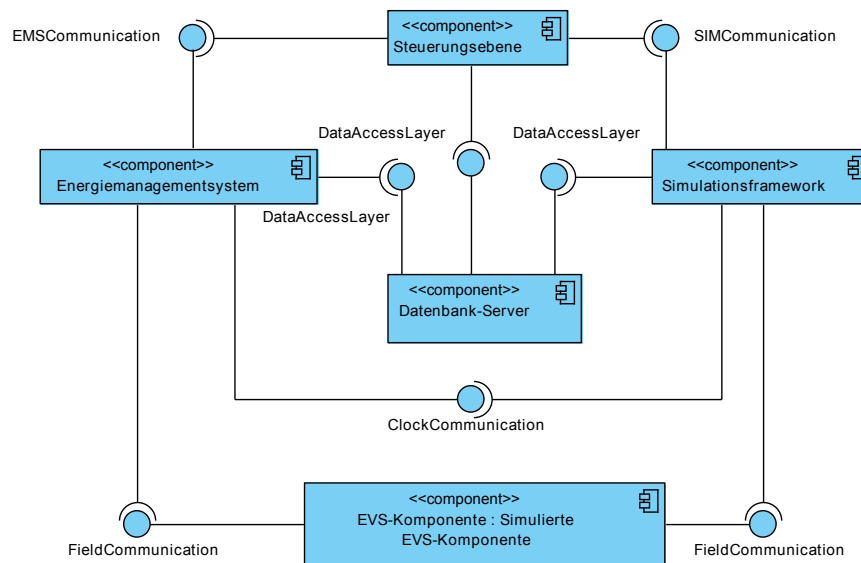 <<component>>
Steuerungsebene
EMSCommunication
SIMCommunication
DataAccessLayer
DataAccessLayer
<<component>>
Energiemanagementsystem
<<component>>
Simulationsframework
DataAccessLayer
<<component>>
Datenbank-Server
ClockCommunication
<<component>>
EVS-Komponente : Simulierte
EVS-Komponente
FieldCommunication
FieldCommunication